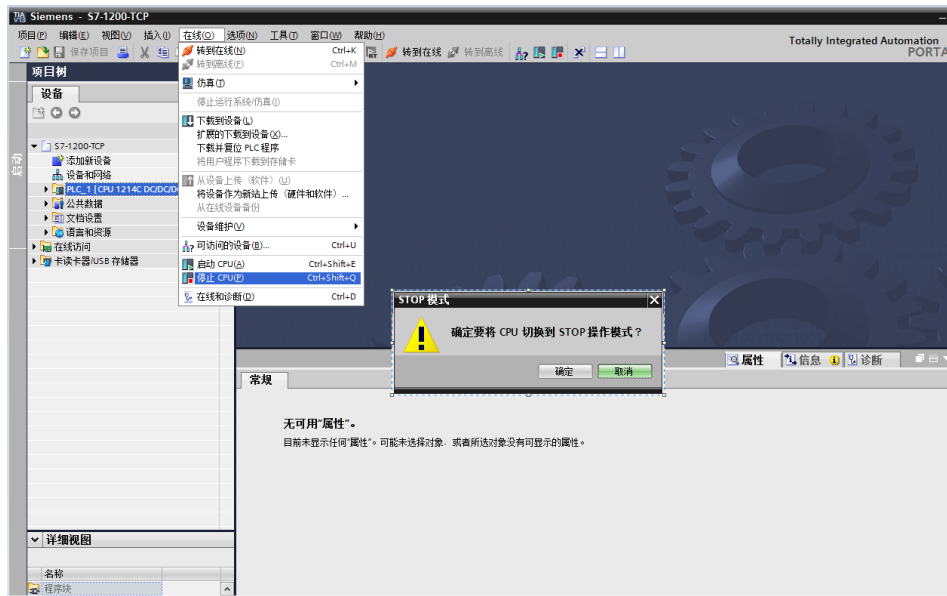 Siemens - S7-1200-TCP
项目(P) 编辑(E) 视图(V) 插入(I) 在线(O) 选项(N) 工具(T) 窗口(W) 帮助(H)
Totally Integrated Automation
PORTA
保存项目
转到在线 转到离线
项目树
设备
启动
S7-1200-TCP
添加新设备
设备和网络
PLC_1 [CPU 1214C DC/DC/D
公共数据
文档设置
语言和资源
在线访问
卡读卡器/USB 存储器
转到在线(N) Ctrl+K
转到离线(F) Ctrl+M
仿真(T)
停止运行系统/仿真(I)
下载到设备(L)
扩展的下载到设备(X)...
下载并复位 PLC 程序
将用户程序下载到存储卡
从设备上传（软件）(U)
将设备作为新站上传（硬件和软件）...
从在线设备备份
设备维护(V)
可访问的设备(B)... Ctrl+U
启动 CPU(A) Ctrl+Shift+E
停止 CPU(P) Ctrl+Shift+Q
在线和诊断(D) Ctrl+D
STOP 模式
确定要将 CPU 切换到 STOP 操作模式？
确定 取消
属性 信息 诊断
常规
无可用“属性”。
目前未显示任何“属性”。可能未选择对象，或者所选对象没有可显示的属性。
详细视图
名称
程序块